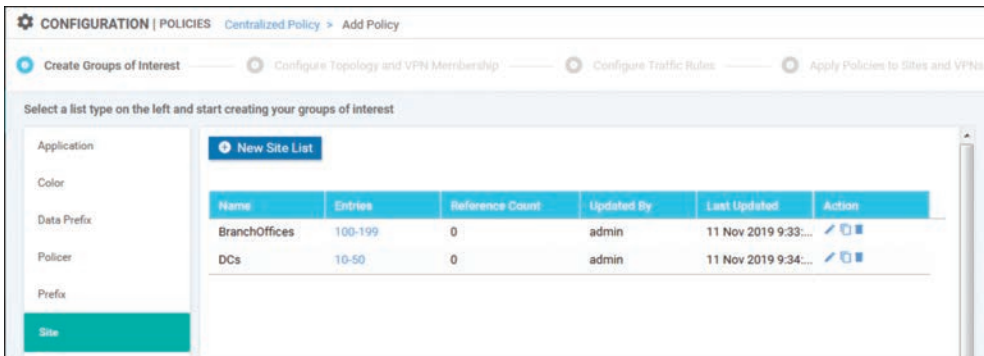 CONFIGURATION | POLICIES Centralized Policy > Add Policy
Create Groups of Interest Configure Topology and VPN Membership Configure Traffic Rules Apply Policies to Sites and VPNs
Select a list type on the left and start creating your groups of interest
Application
Color
Data Prefix
Policer
Prefix
Site
New Site List
Name Entries Reference Count Updated By Last Updated Action
BranchOffices 100-199 0 admin 11 Nov 2019 9:33:...
DCs 10-50 0 admin 11 Nov 2019 9:34:...